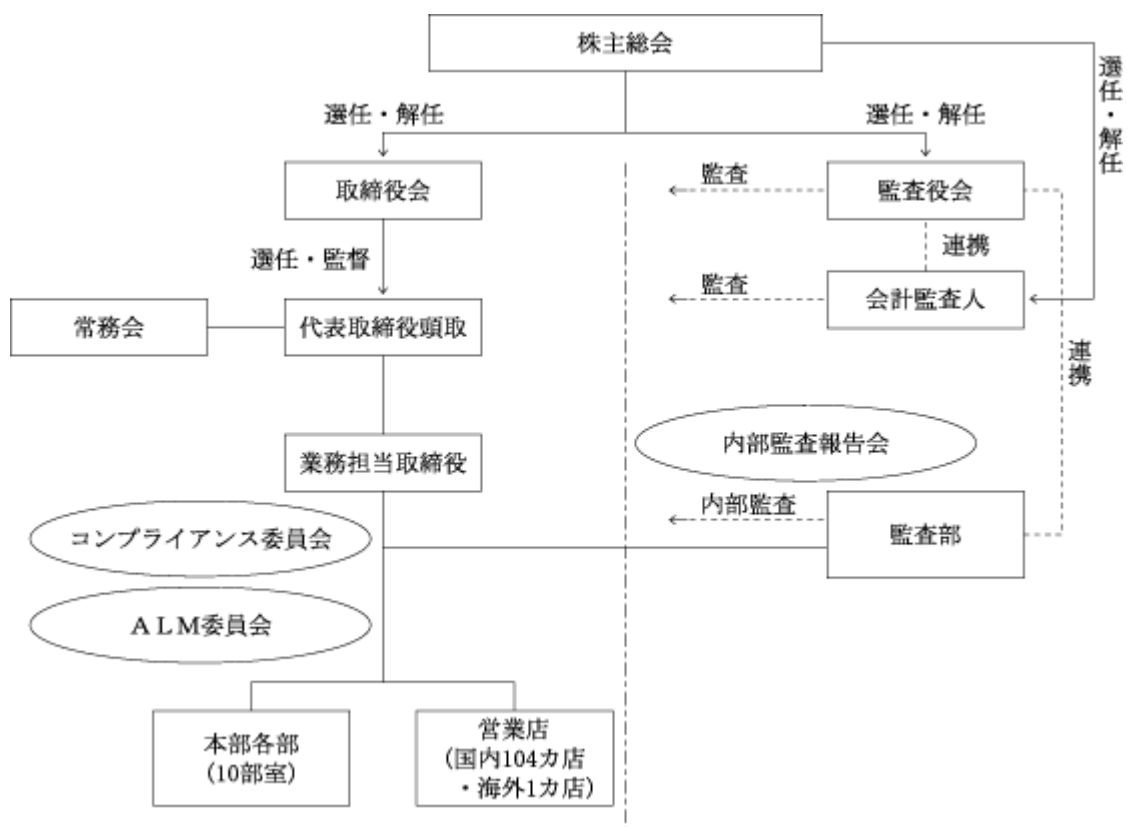 株主総会
選任・解任
選任・解任
選任・解任
取締役会
監査
監査役会
選任・監督
連携
監査
会計監査人
常務会
代表取締役頭取
連携
内部監査報告会
業務担当取締役
内部監査
監査部
コンプライアンス委員会
ＡＬＭ委員会
本部各部
(10部室)
営業店
(国内104カ店
・海外1カ店)